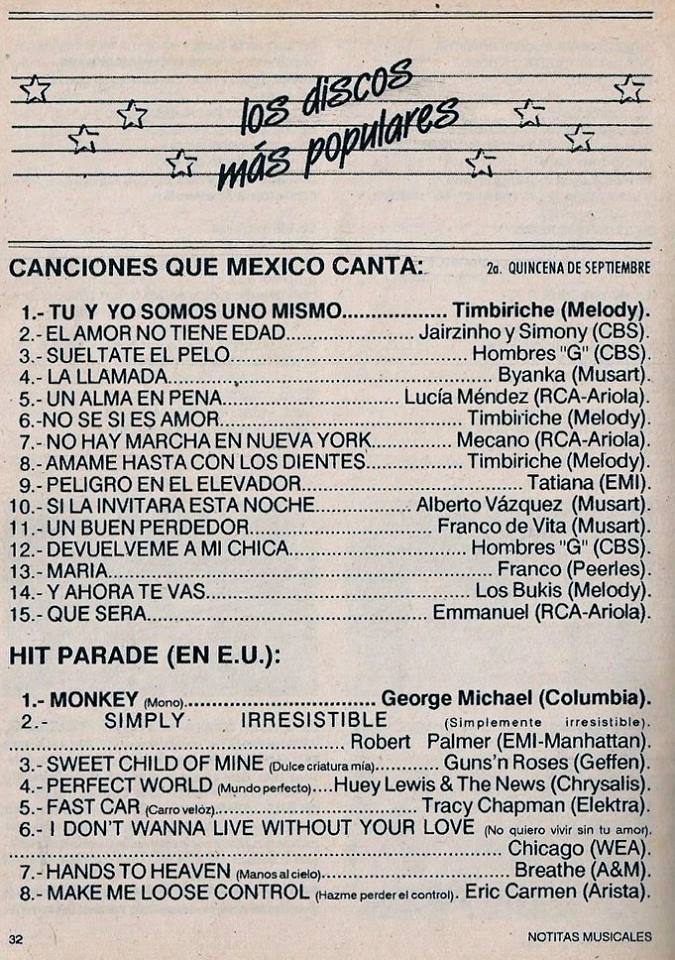 los discos
más populares
CANCIONES QUE MEXICO CANTA: 2a. QUINCENA DE SEPTIEMBRE
1.- TU Y YO SOMOS UNO MISMO.................. Timbiriche (Melody).
2.- EL AMOR NO TIENE EDAD.................. Jairzinho y Simony (CBS).
3.- SUELTATE EL PELO.................. Hombres "G" (CBS).
4.- LA LLAMADA.................. Byanka (Musart).
5.- UN ALMA EN PENA.................. Lucía Méndez (RCA-Ariola).
6.-NO SE SI ES AMOR.................. Timbiriche (Melody).
7.- NO HAY MARCHA EN NUEVA YORK............ Mecano (RCA-Ariola).
8.- AMAME HASTA CON LOS DIENTES.............. Timbiriche (Melody).
9.- PELIGRO EN EL ELEVADOR.................. Tatiana (EMI).
10.- SI LA INVITARA ESTA NOCHE.............. Alberto Vázquez (Musart).
11.- UN BUEN PERDEDOR.................. Franco de Vita (Musart).
12.- DEVUELVEME A MI CHICA.................. Hombres "G" (CBS).
13.- MARIA.................. Franco (Peerles).
14.- Y AHORA TE VAS.................. Los Bukis (Melody).
15.- QUE SERA.................. Emmanuel (RCA-Ariola).
HIT PARADE (EN E.U.):
1.- MONKEY (Mono).................. George Michael (Columbia).
2.- SIMPLY IRRESISTIBLE (Simplemente irresistible).
.................. Robert Palmer (EMI-Manhattan).
3.- SWEET CHILD OF MINE (Dulce criatura mía).......... Guns'n Roses (Geffen).
4.- PERFECT WORLD (Mundo perfecto)....Huey Lewis & The News (Chrysalis).
5.- FAST CAR (Carro veloz).................. Tracy Chapman (Elektra).
6.- I DON'T WANNA LIVE WITHOUT YOUR LOVE (No quiero vivir sin tu amor).
.................. Chicago (WEA).
7.- HANDS TO HEAVEN (Manos al cielo).................. Breathe (A&M).
8.- MAKE ME LOOSE CONTROL (Hazme perder el control). Eric Carmen (Arista).
32 NOTITAS MUSICALES